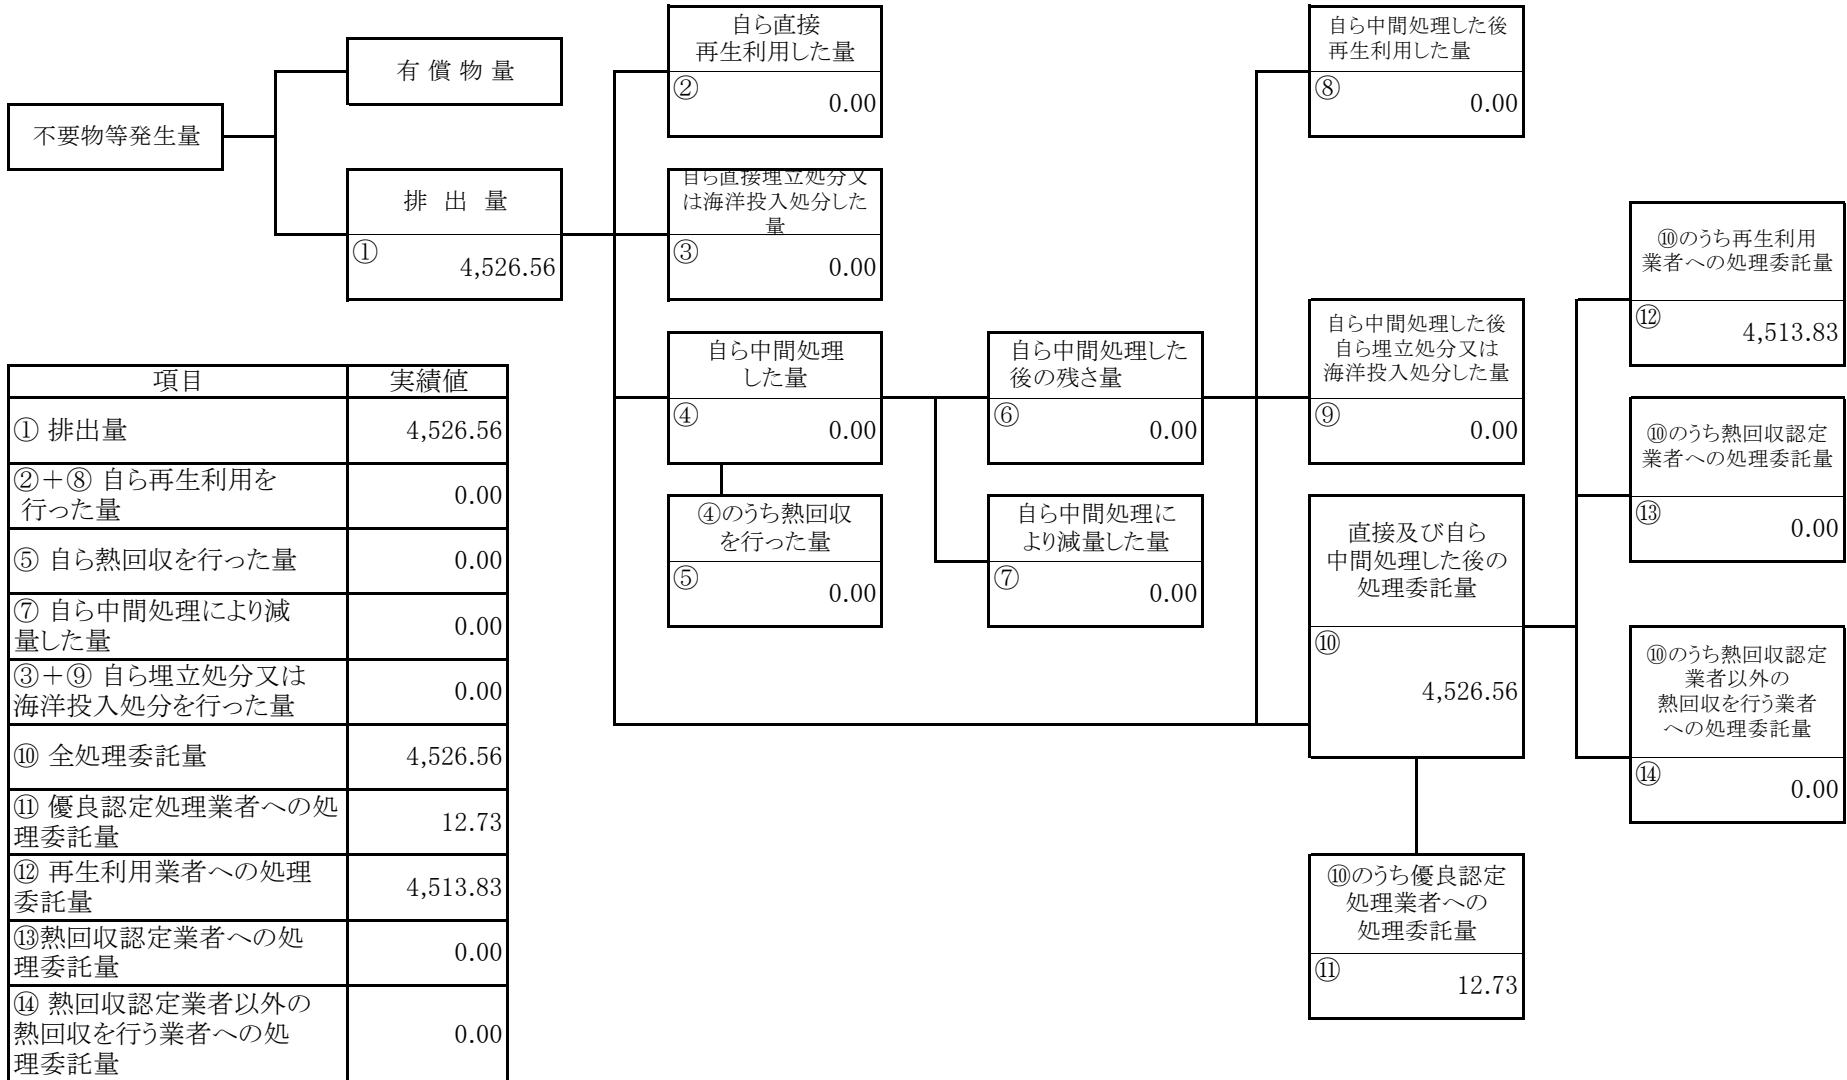 不要物等発生量
有 償 物 量
排 出 量
①
4,526.56
自ら直接
再生利用した量
②
0.00
自ら直接埋立処分又
は海洋投入処分した
量
③
0.00
自ら中間処理
した量
④
0.00
④のうち熱回収
を行った量
⑤
0.00
自ら中間処理した
後の残さ量
⑥
0.00
自ら中間処理に
より減量した量
⑦
0.00
自ら中間処理した後
再生利用した量
⑧
0.00
自ら中間処理した後
自ら埋立処分又は
海洋投入処分した量
⑨
0.00
直接及び自ら
中間処理した後の
処理委託量
⑩
4,526.56
⑩のうち優良認定
処理業者への
処理委託量
⑪
12.73
⑩のうち再生利用
業者への処理委託量
⑫
4,513.83
⑩のうち熱回収認定
業者への処理委託量
⑬
0.00
⑩のうち熱回収認定
業者以外の
熱回収を行う業者
への処理委託量
⑭
0.00
項目 実績値
① 排出量 4,526.56
②＋⑧ 自ら再生利用を
行った量 0.00
⑤ 自ら熱回収を行った量 0.00
⑦ 自ら中間処理により減
量した量 0.00
③＋⑨ 自ら埋立処分又は
海洋投入処分を行った量 0.00
⑩ 全処理委託量 4,526.56
⑪ 優良認定処理業者への処
理委託量 12.73
⑫ 再生利用業者への処理
委託量 4,513.83
⑬熱回収認定業者への処
理委託量 0.00
⑭ 熱回収認定業者以外の
熱回収を行う業者への処
理委託量 0.00